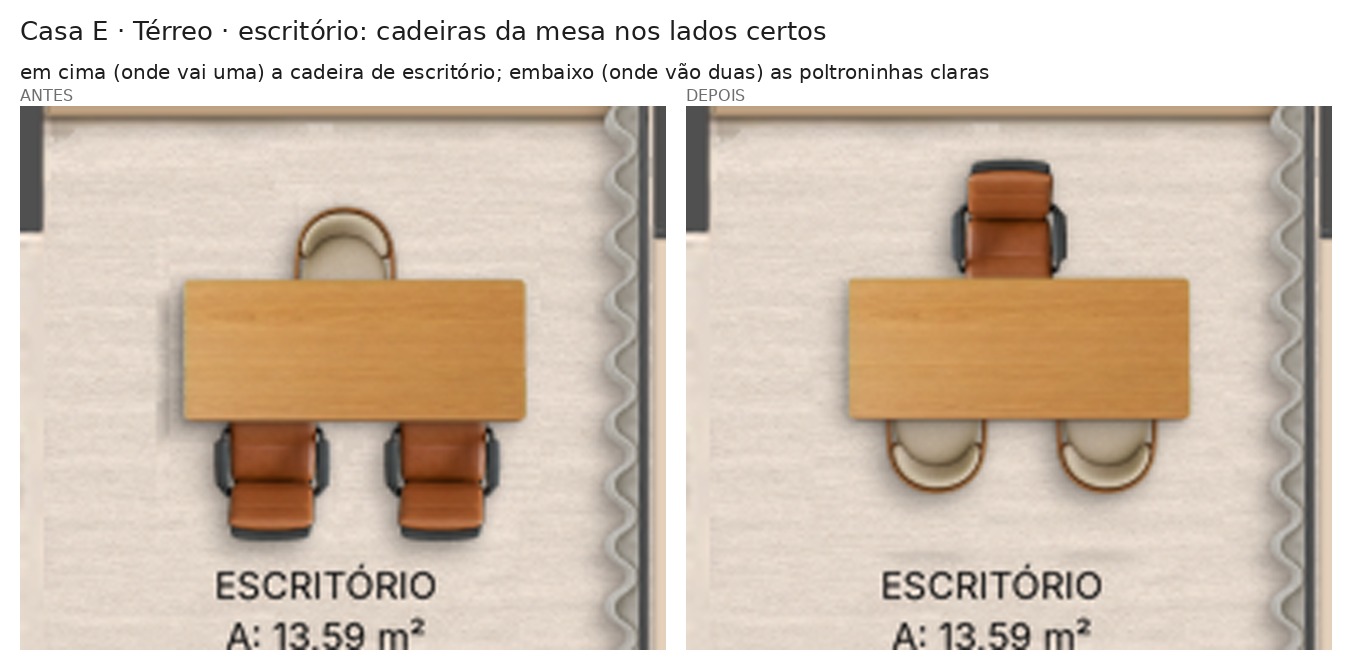 Casa E · Térreo · escritório: cadeiras da mesa nos lados certos
em cima (onde vai uma) a cadeira de escritório; embaixo (onde vão duas) as poltroninhas claras
ANTES
DEPOIS
ESCRITÓRIO
A: 13.59 m²
ESCRITÓRIO
A: 13.59 m²